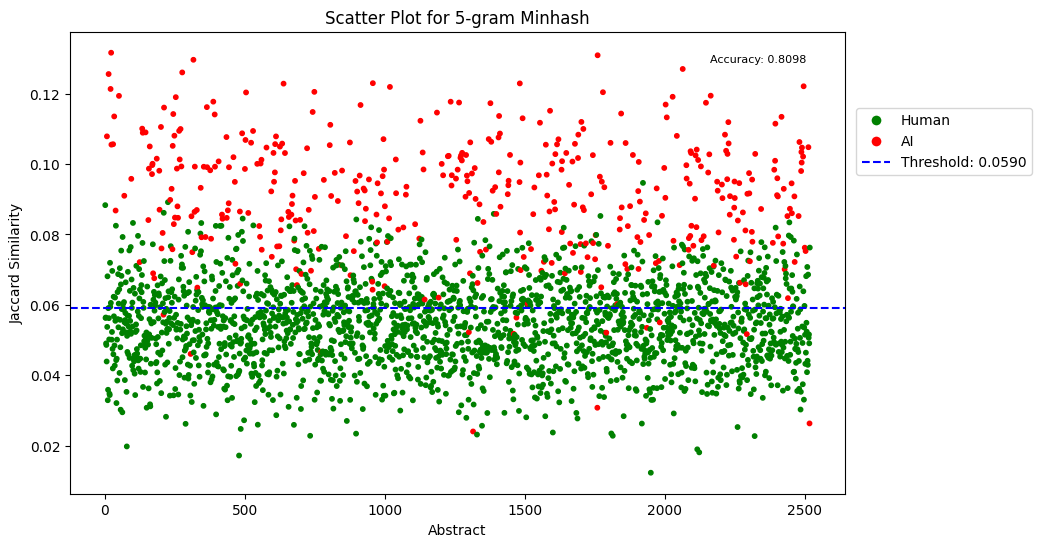 Scatter Plot for 5-gram Minhash
Accuracy: 0.8098
Human
AI
Threshold: 0.0590
Jaccard Similarity
0.12
0.10
0.08
0.06
0.04
0.02
0
500
1000
1500
2000
2500
Abstract